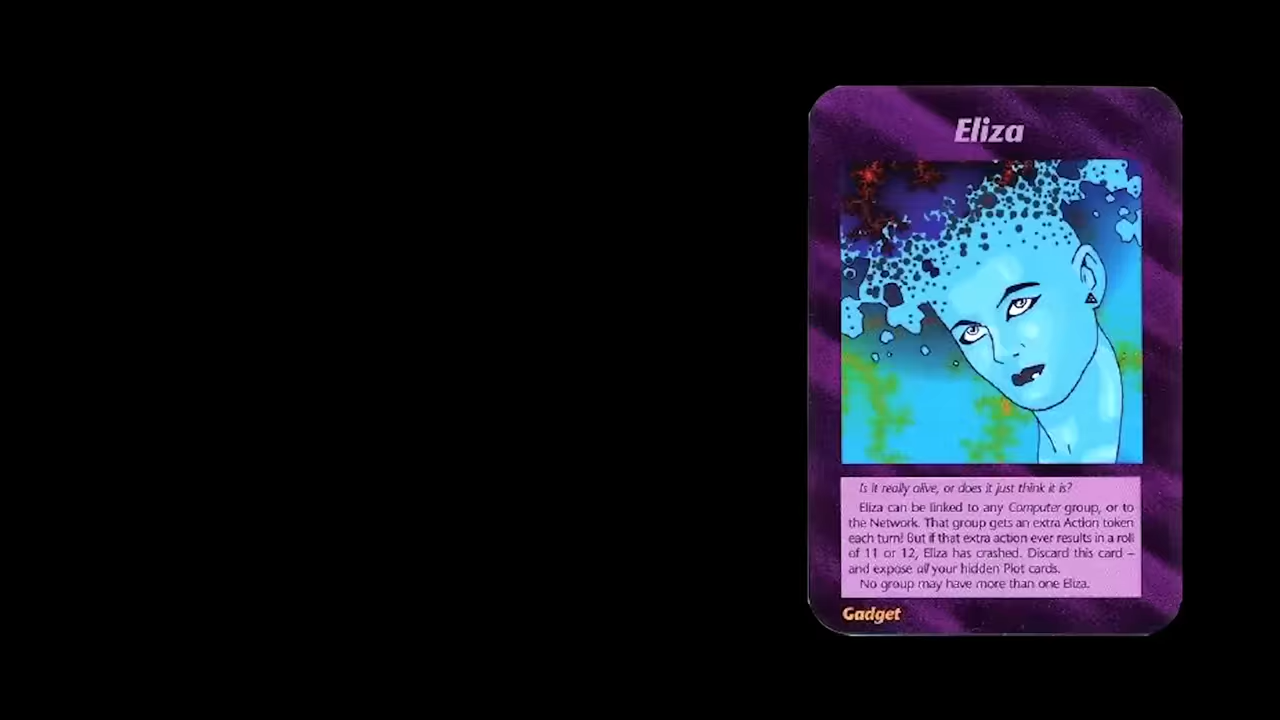 Eliza
Is it really alive, or does it just think it is?
Eliza can be linked to any Computer group, or to
the Network. That group gets an extra Action token
each turn! But if that extra action ever results in a roll
of 11 or 12, Eliza has crashed. Discard this card –
and expose all your hidden Plot cards.
No group may have more than one Eliza.
Gadget